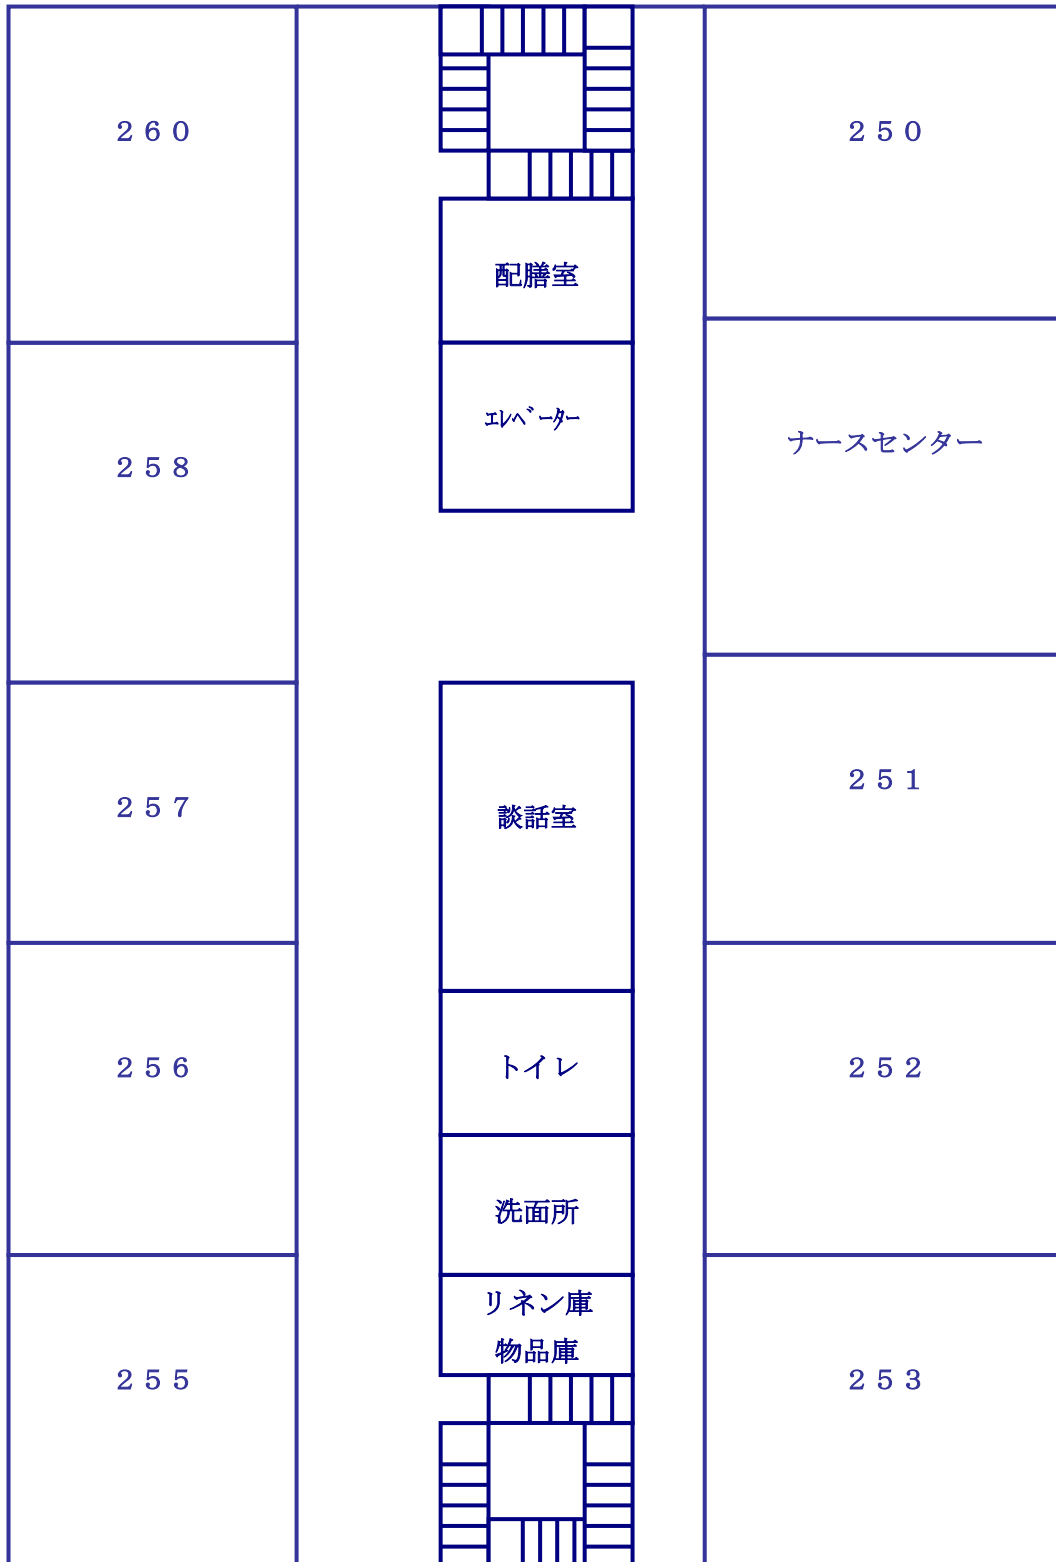 ２６０
２５０
配膳室
ｴﾚﾍﾞｰﾀｰ
ナースセンター
２５８
２５１
２５７
談話室
２５６
トイレ
２５２
洗面所
リネン庫
物品庫
２５５
２５３